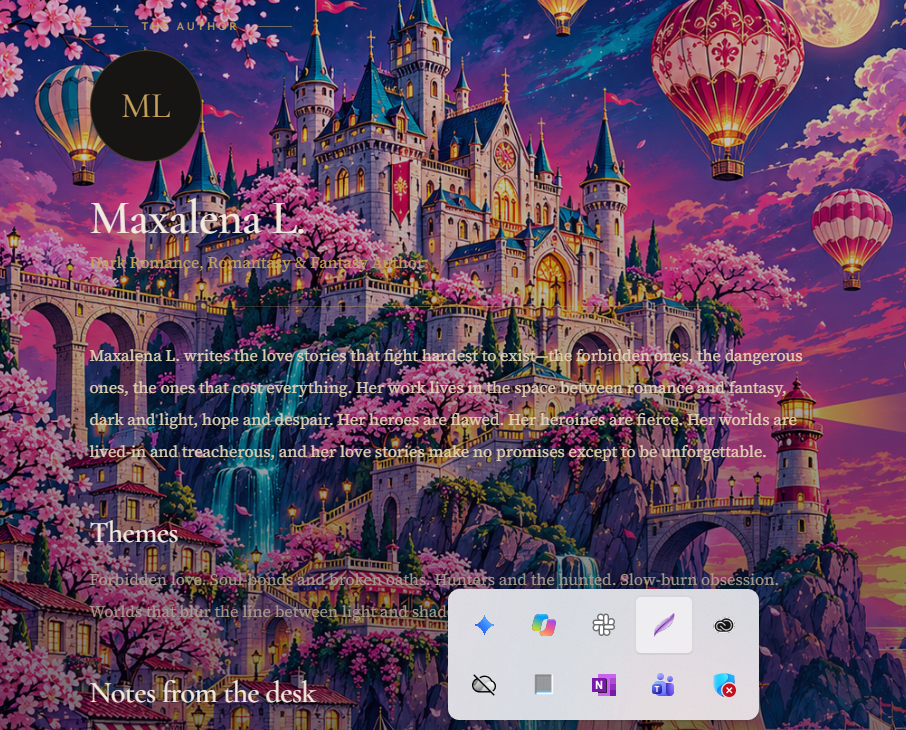 THE AUTHOR
ML
Maxalena L.
Dark Romance, Romantasy & Fantasy Author
Maxalena L. writes the love stories that fight hardest to exist—the forbidden ones, the dangerous
ones, the ones that cost everything. Her work lives in the space between romance and fantasy,
dark and light, hope and despair. Her heroes are flawed. Her heroines are fierce. Her worlds are
lived-in and treacherous, and her love stories make no promises except to be unforgettable.
Themes
Forbidden love. Soul-bonds and broken oaths. Hunters and the hunted. Slow-burn obsession.
Worlds that blur the line between light and
Notes from the desk
N
T